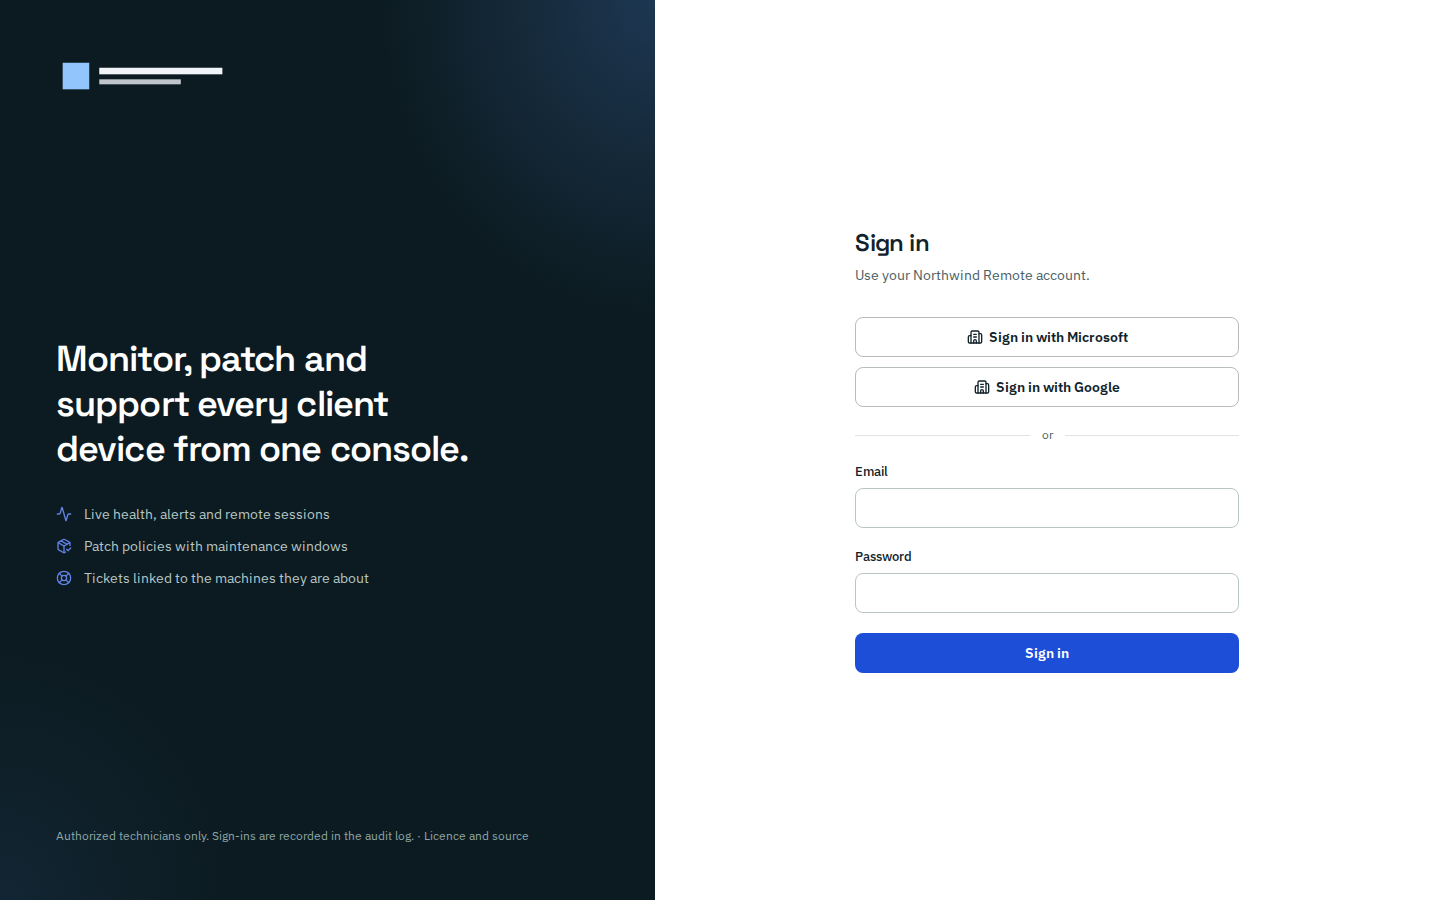 Monitor, patch and
support every client
device from one console.
Live health, alerts and remote sessions
Patch policies with maintenance windows
Tickets linked to the machines they are about
Authorized technicians only. Sign-ins are recorded in the audit log. · Licence and source
Sign in
Use your Northwind Remote account.
Sign in with Microsoft
Sign in with Google
or
Email
Password
Sign in